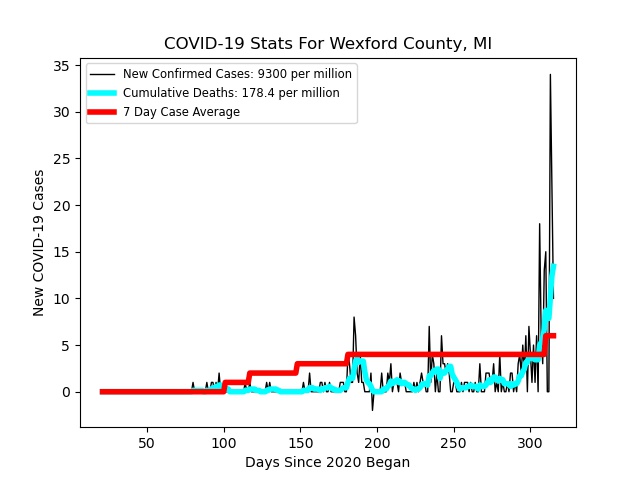 COVID-19 Stats For Wexford County, MI
New Confirmed Cases: 9300 per million
Cumulative Deaths: 178.4 per million
7 Day Case Average
35
30
25
20
15
10
5
0
New COVID-19 Cases
50 100 150 200 250 300
Days Since 2020 Began